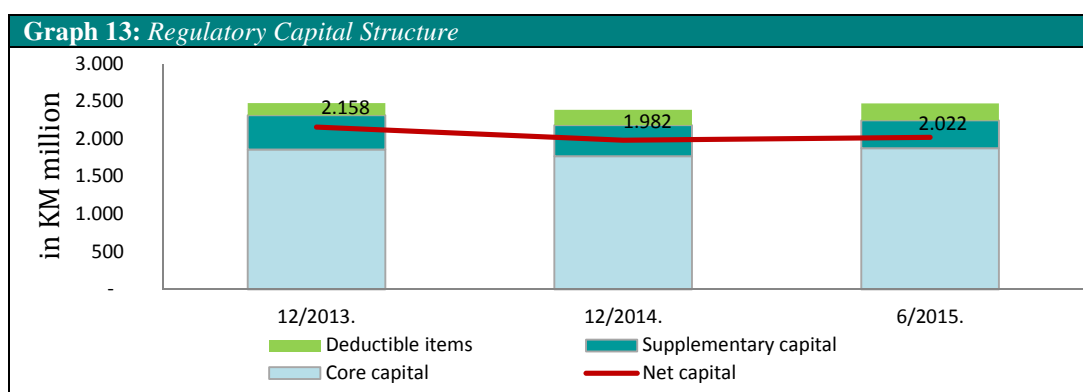 Graph 13: Regulatory Capital Structure
3.000
2.500
2.000
1.500
1.000
500
-
in KM million
2.158
1.982
2.022
12/2013.
12/2014.
6/2015.
Deductible items
Supplementary capital
Core capital
Net capital